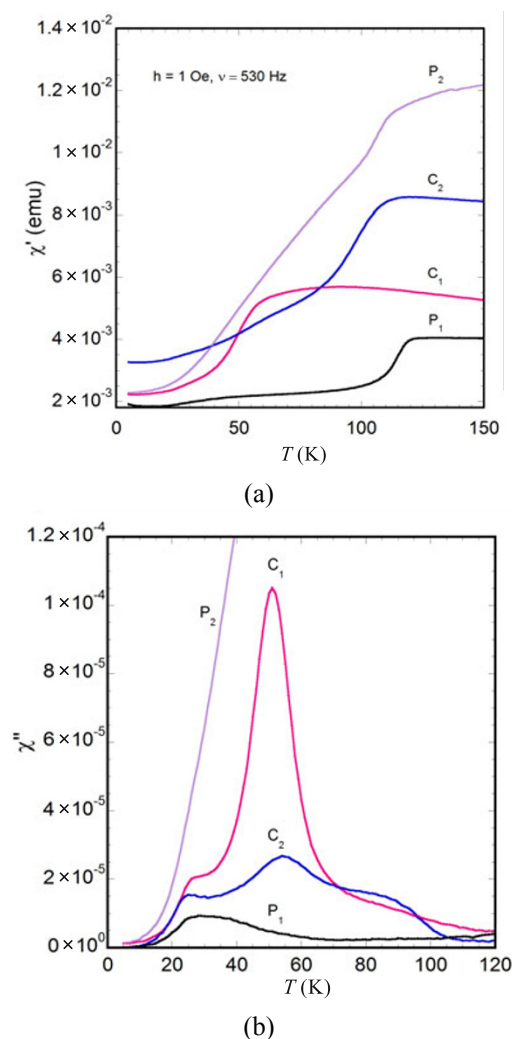 1.4 × 10⁻²
1.2 × 10⁻²
1 × 10⁻²
8 × 10⁻³
6 × 10⁻³
4 × 10⁻³
2 × 10⁻³
χ' (emu)
h = 1 Oe, ν = 530 Hz
P₂
C₂
C₁
P₁
0 50 100 150
T (K)
(a)
1.2 × 10⁻⁴
1 × 10⁻⁴
8 × 10⁻⁵
6 × 10⁻⁵
4 × 10⁻⁵
2 × 10⁻⁵
0 × 10⁰
χ"
C₁
P₂
C₂
P₁
0 20 40 60 80 100 120
T (K)
(b)